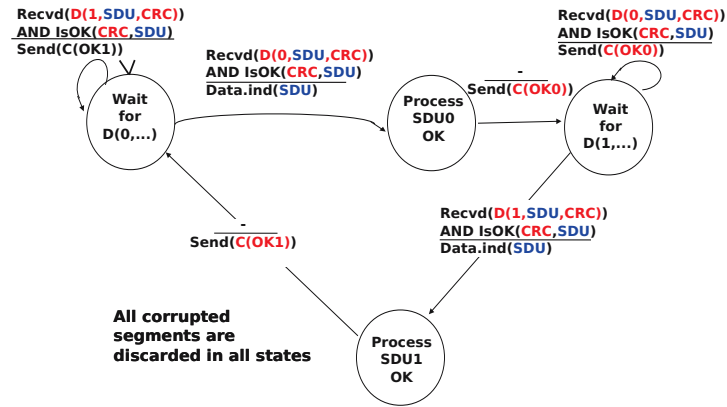 Recvd(D(1,SDU,CRC))
AND IsOK(CRC,SDU)
Send(C(OK1))
Recvd(D(0,SDU,CRC))
AND IsOK(CRC,SDU)
Data.ind(SDU)
-
Send(C(OK0))
Recvd(D(0,SDU,CRC))
AND IsOK(CRC,SDU)
Send(C(OK0))
Wait
for
D(0,...)
Process
SDU0
OK
Wait
for
D(1,...)
Recvd(D(1,SDU,CRC))
AND IsOK(CRC,SDU)
Data.ind(SDU)
-
Send(C(OK1))
All corrupted
segments are
discarded in all states
Process
SDU1
OK